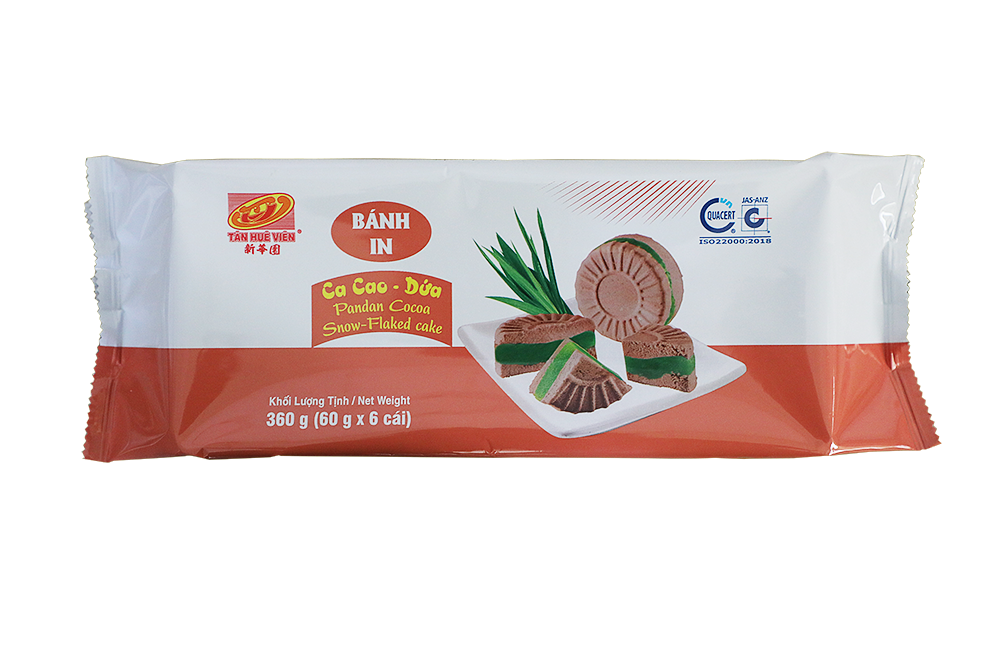 TÂN HUÊ VIÊN ®
新華園
BÁNH
IN
Ca Cao - Dứa
Pandan Cocoa
Snow-Flaked cake
Khối Lượng Tịnh / Net Weight
360 g (60 g x 6 cái)
vn
QUACERT
®
JAS-ANZ
C
ISO22000:2018